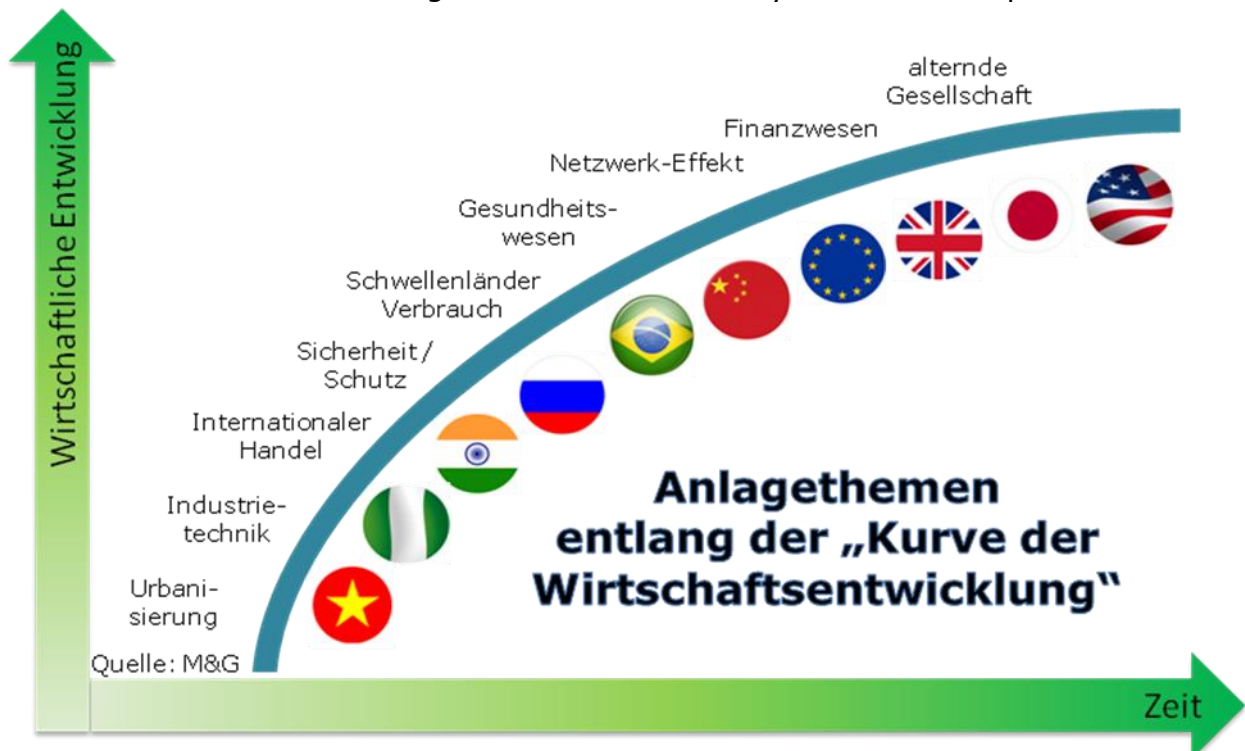 Wirtschaftliche Entwicklung
alternde
Gesellschaft
Finanzwesen
Netzwerk-Effekt
Gesundheits-
wesen
Schwellenländer
Verbrauch
Sicherheit/
Schutz
Internationaler
Handel
Industrie-
technik
Urbani-
sierung
Quelle: M&G
Anlagethemen
entlang der „Kurve der
Wirtschaftsentwicklung“
Zeit